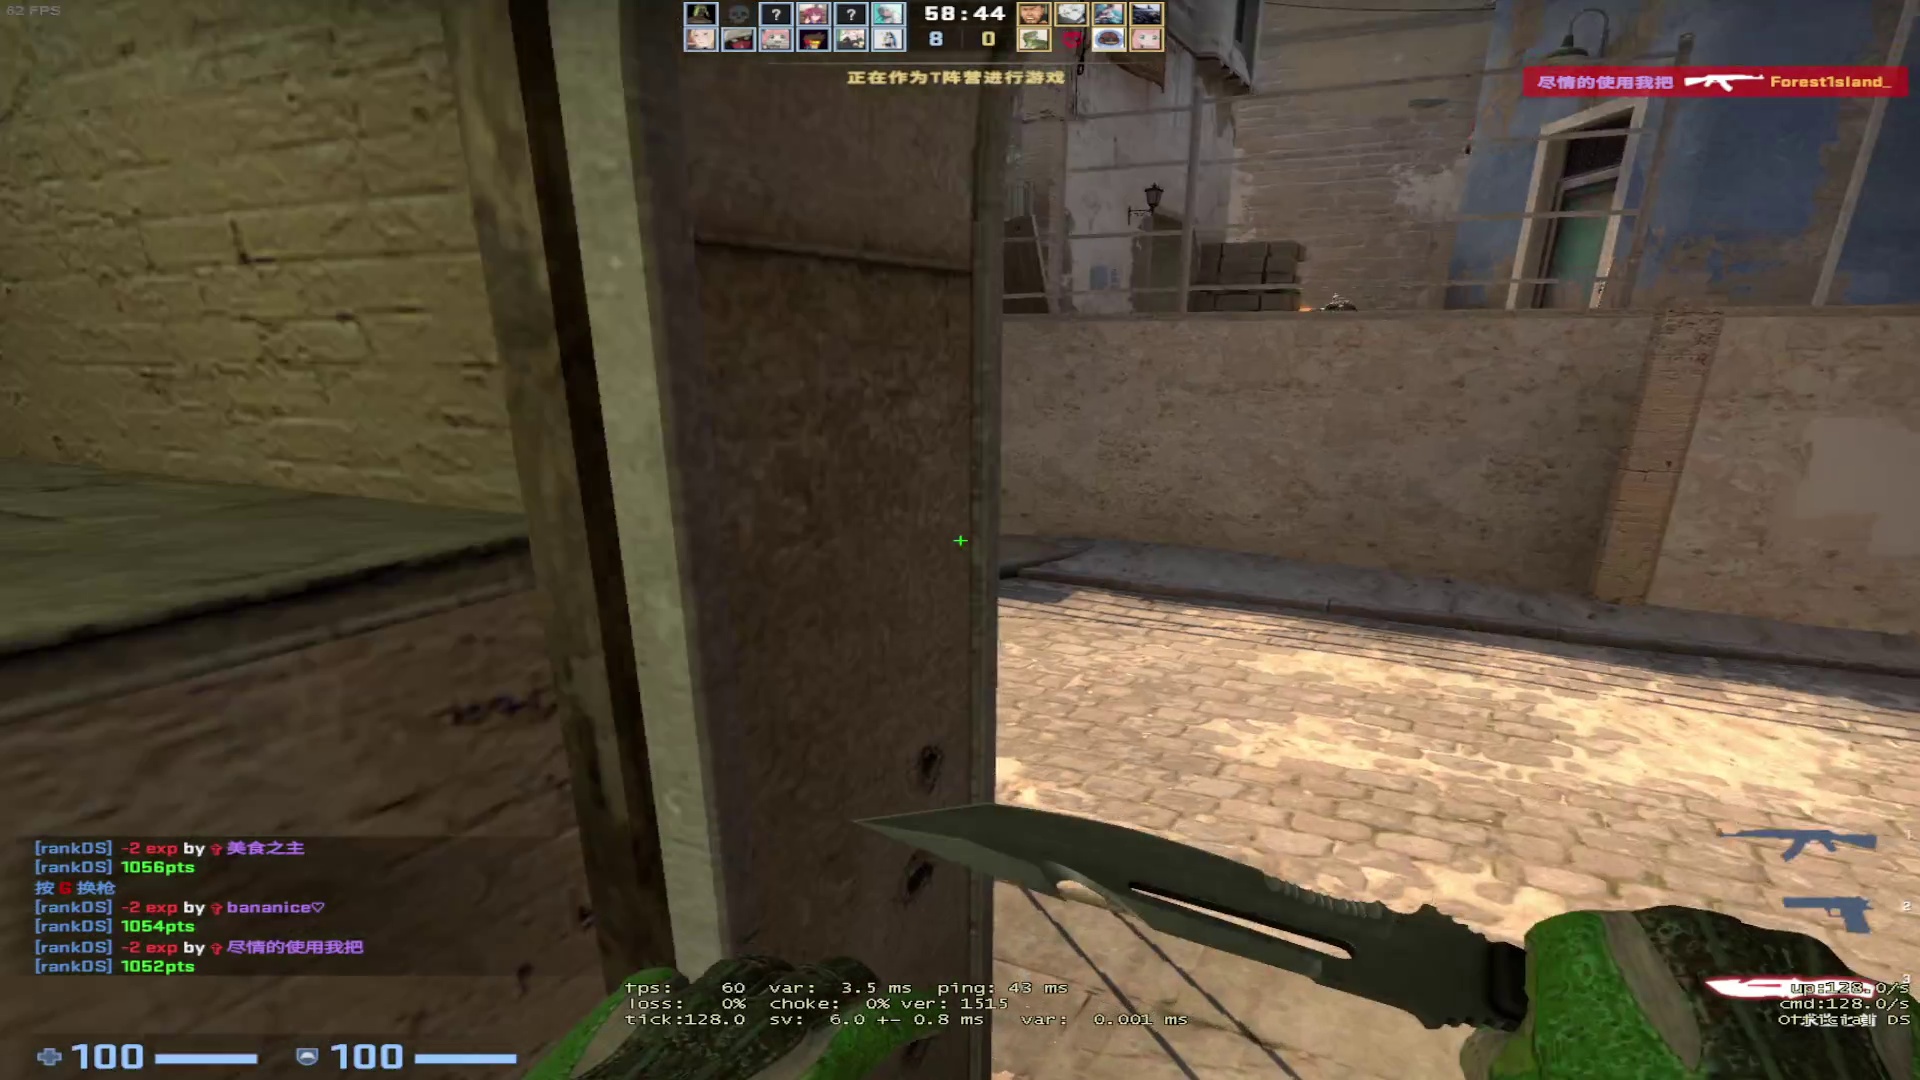 62 FPS
? ?
58:44
8 0
正在作为T阵营进行游戏
尽情的使用我把 Forest1sland_
[rankDS] -2 exp by 美食之主
[rankDS] 1056pts
按 G 换枪
[rankDS] -2 exp by bananice♡
[rankDS] 1054pts
[rankDS] -2 exp by 尽情的使用我把
[rankDS] 1052pts
1
2
3
fps: 60 var: 3.5 ms ping: 43 ms
loss: 0% choke: 0% ver: 1515
tick:128.0 sv: 6.0 +- 0.8 ms var: 0.001 ms
up:128.0/s
cmd:128.0/s
DS
100 100